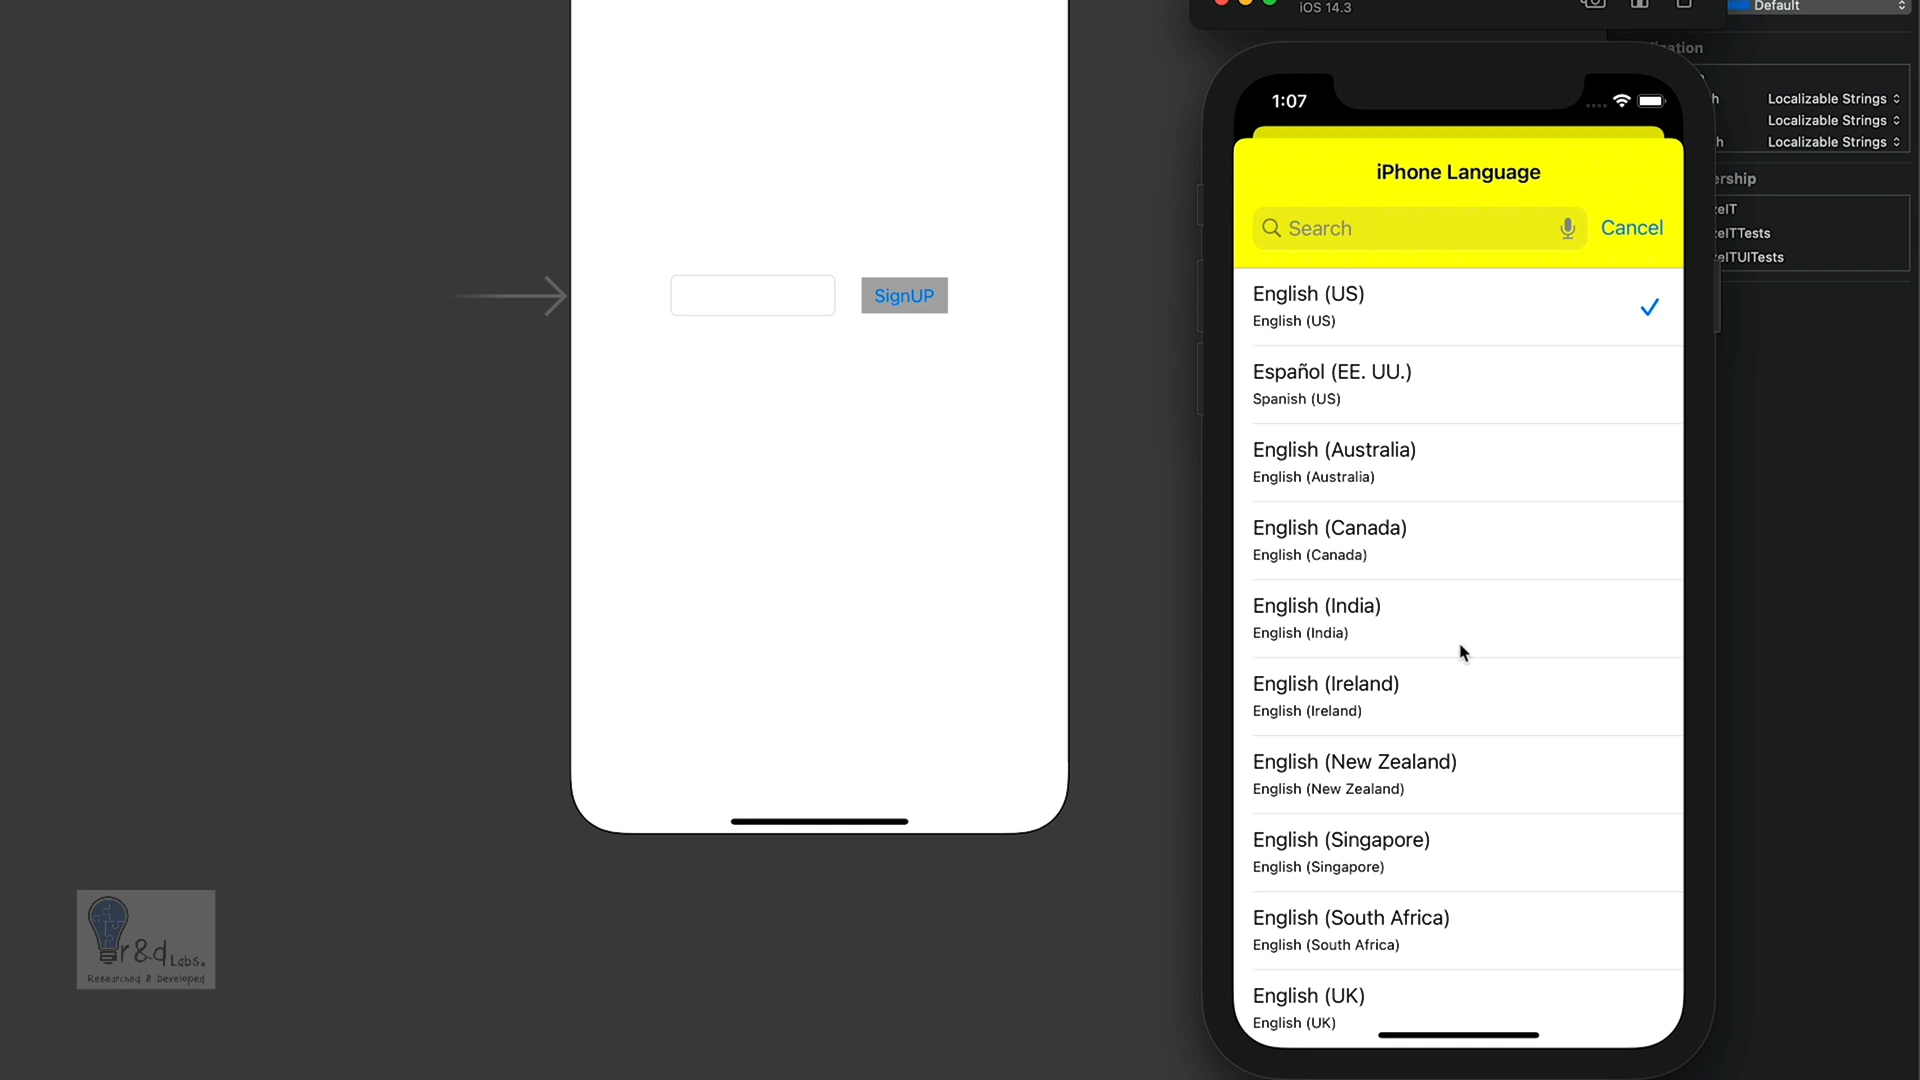 iOS 14.3
Default
1:07
Localizable Strings
Localizable Strings
Localizable Strings
iPhone Language
Search
Cancel
SignUP
English (US)
English (US)
Español (EE. UU.)
Spanish (US)
English (Australia)
English (Australia)
English (Canada)
English (Canada)
English (India)
English (India)
English (Ireland)
English (Ireland)
English (New Zealand)
English (New Zealand)
English (Singapore)
English (Singapore)
English (South Africa)
English (South Africa)
English (UK)
English (UK)
r&d Labs.
Researched & Developed